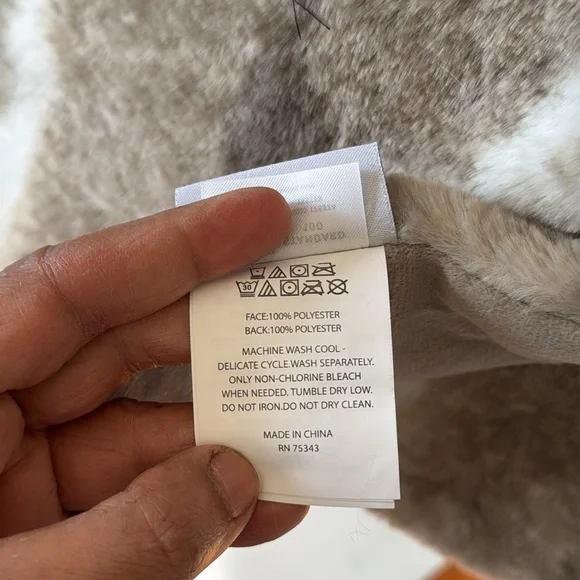 30
FACE:100% POLYESTER
BACK:100% POLYESTER
MACHINE WASH COOL -
DELICATE CYCLE.WASH SEPARATELY.
ONLY NON-CHLORINE BLEACH
WHEN NEEDED. TUMBLE DRY LOW.
DO NOT IRON.DO NOT DRY CLEAN.
MADE IN CHINA
RN 75343